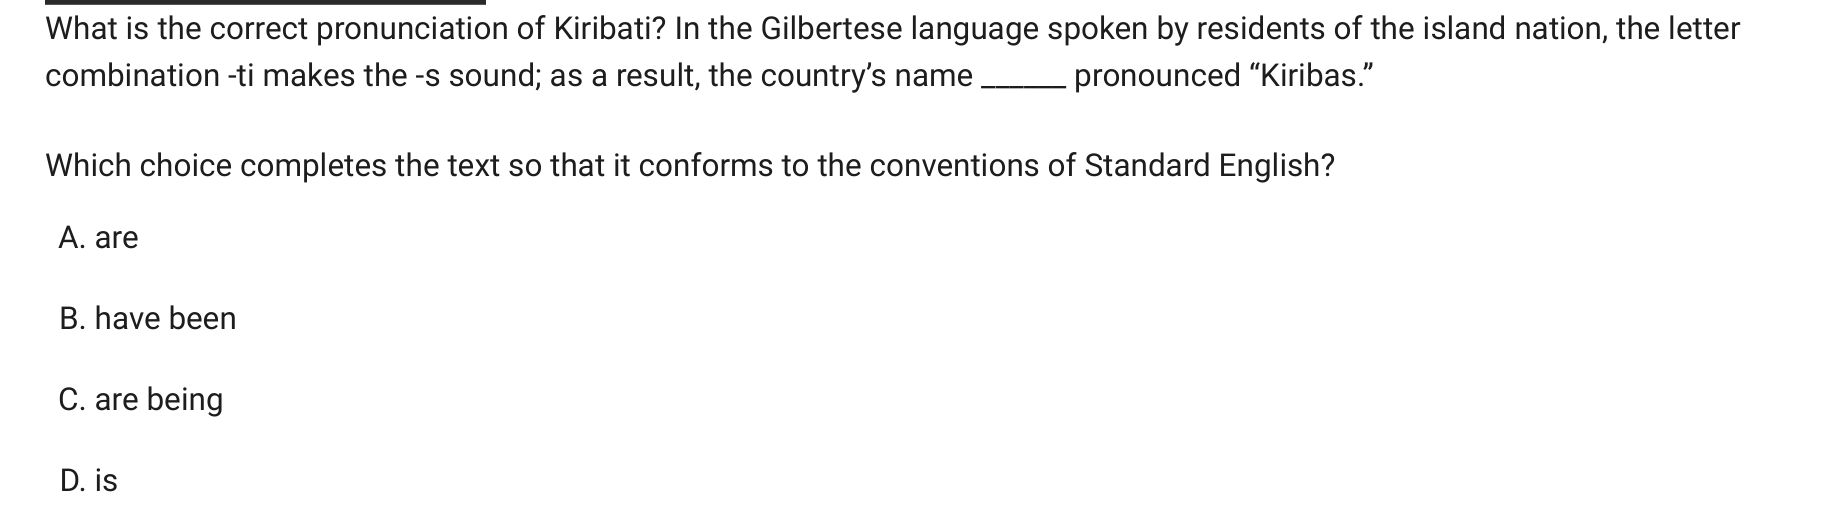 What is the correct pronunciation of Kiribati? In the Gilbertese language spoken by residents of the island nation, the letter
combination -ti makes the -s sound; as a result, the country’s name ______ pronounced “Kiribas.”
Which choice completes the text so that it conforms to the conventions of Standard English?
A. are
B. have been
C. are being
D. is